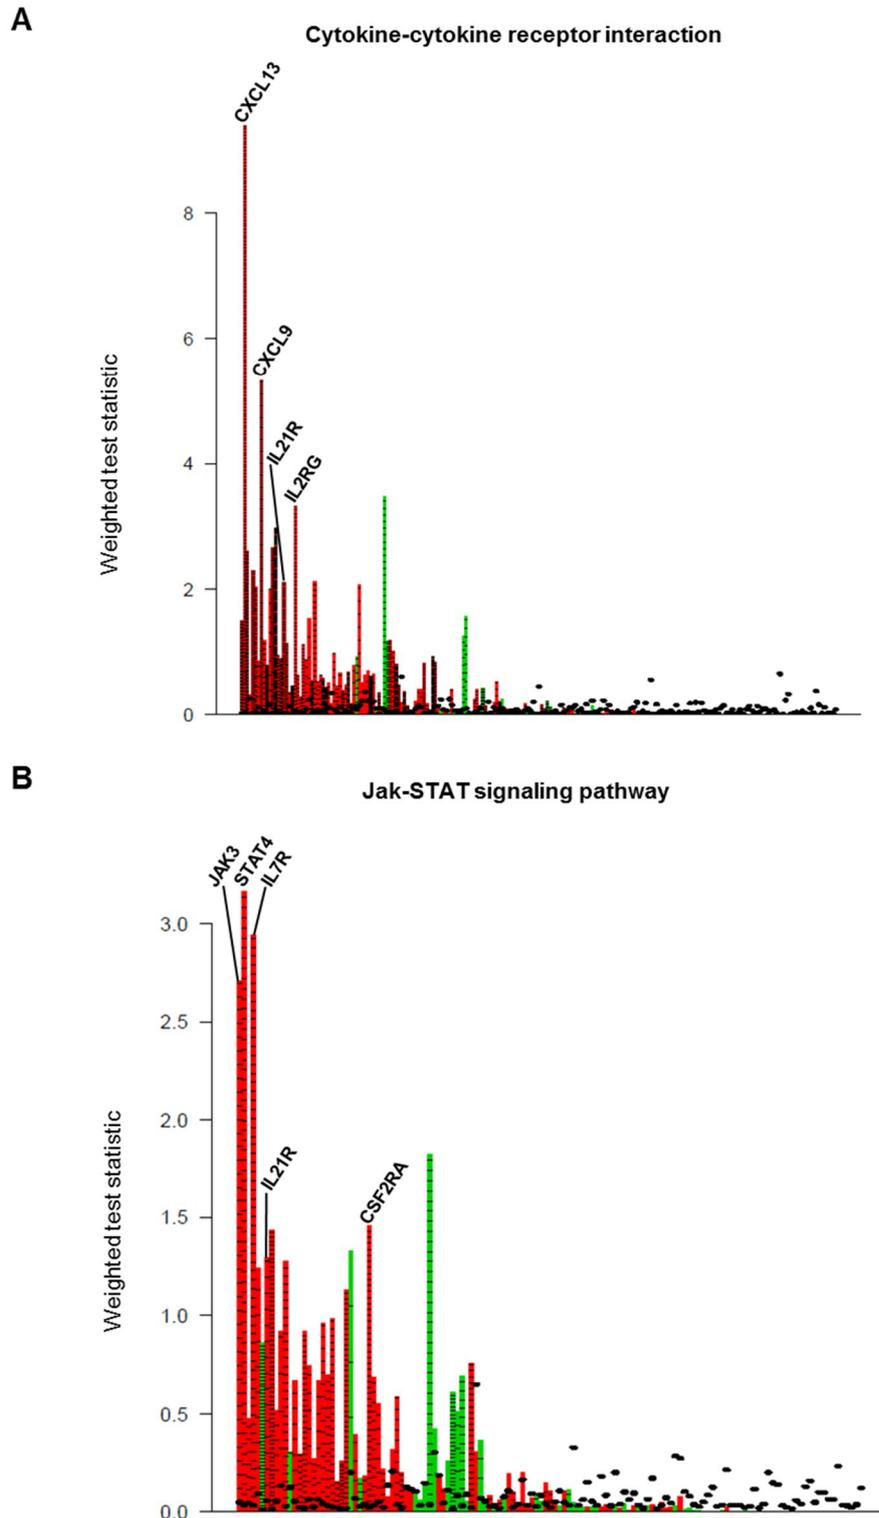 A
Cytokine-cytokine receptor interaction
CXCL13
8
CXCL9
6
IL21R
IL2RG
4
Weighted test statistic
2
0
B
Jak-STAT signaling pathway
JAK3
STAT4
IL7R
3.0
2.5
2.0
IL21R
CSF2RA
Weighted test statistic
1.5
1.0
0.5
0.0